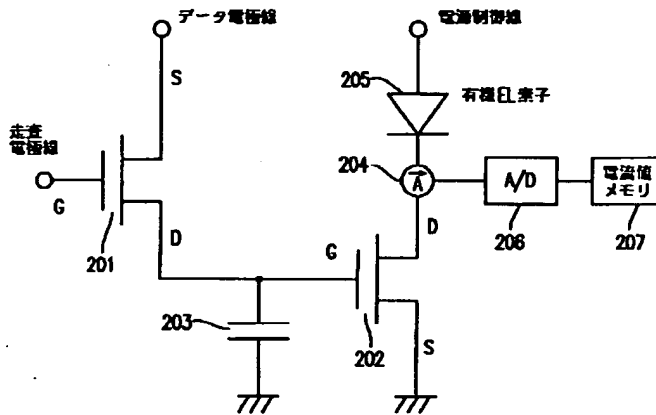 データ電極線
電源制御線
S
205
有機EL素子
走査
電極線
204
A
A/D
電流値
メモリ
G
D
206
207
201
D
G
203
202
S